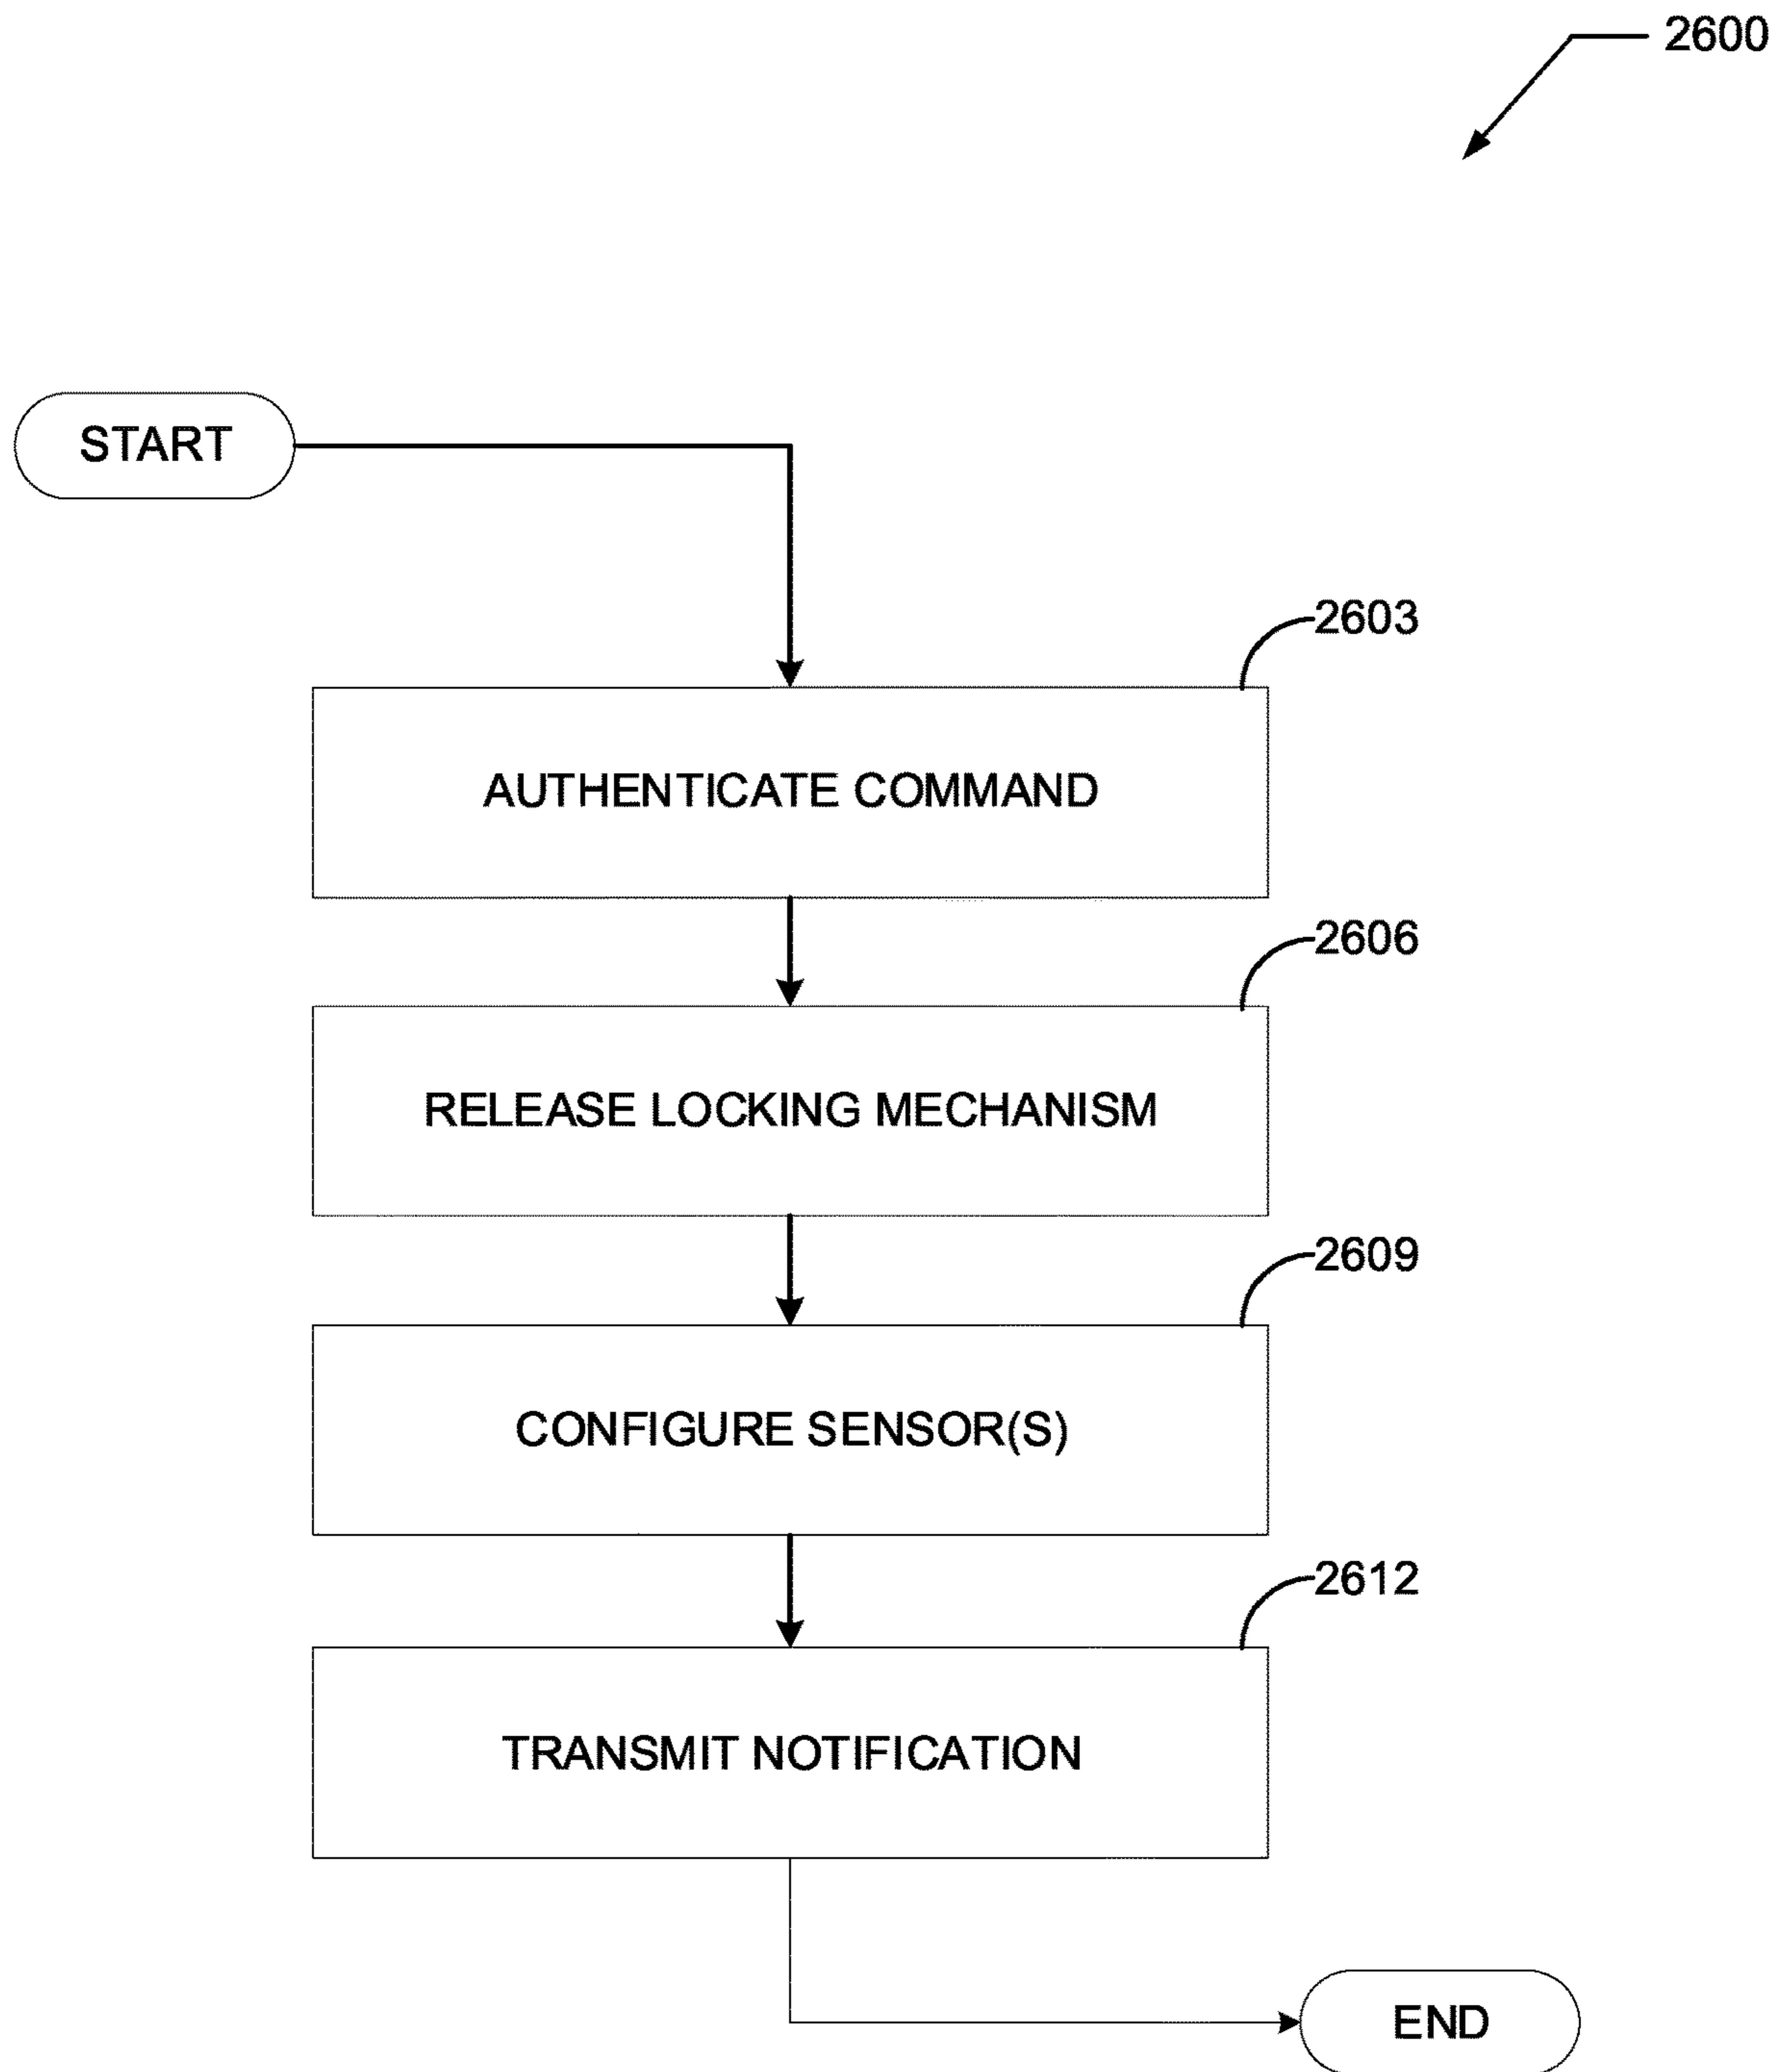 2600
START
2603
AUTHENTICATE COMMAND
2606
RELEASE LOCKING MECHANISM
2609
CONFIGURE SENSOR(S)
2612
TRANSMIT NOTIFICATION
END